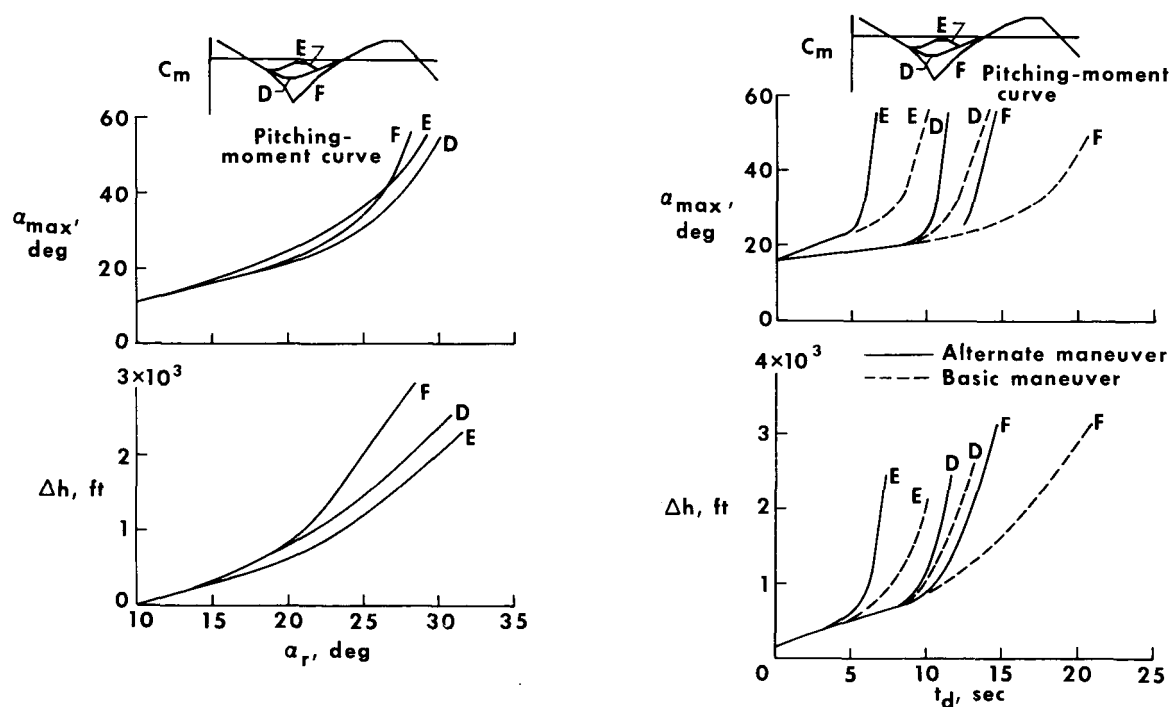 E
C_m
D F
Pitching-
moment curve
60
F E D
40
α_max,
deg
20
0
3×10³
F
D
E
2
Δh, ft
1
0
10 15 20 25 30 35
α_r, deg
E
C_m
D F
Pitching-moment
curve
60
E E D D F
F
40
α_max,
deg
20
0
4×10³
Alternate maneuver
Basic maneuver
F F
3
D
D
E
E
Δh, ft
2
1
0 5 10 15 20 25
t_d, sec